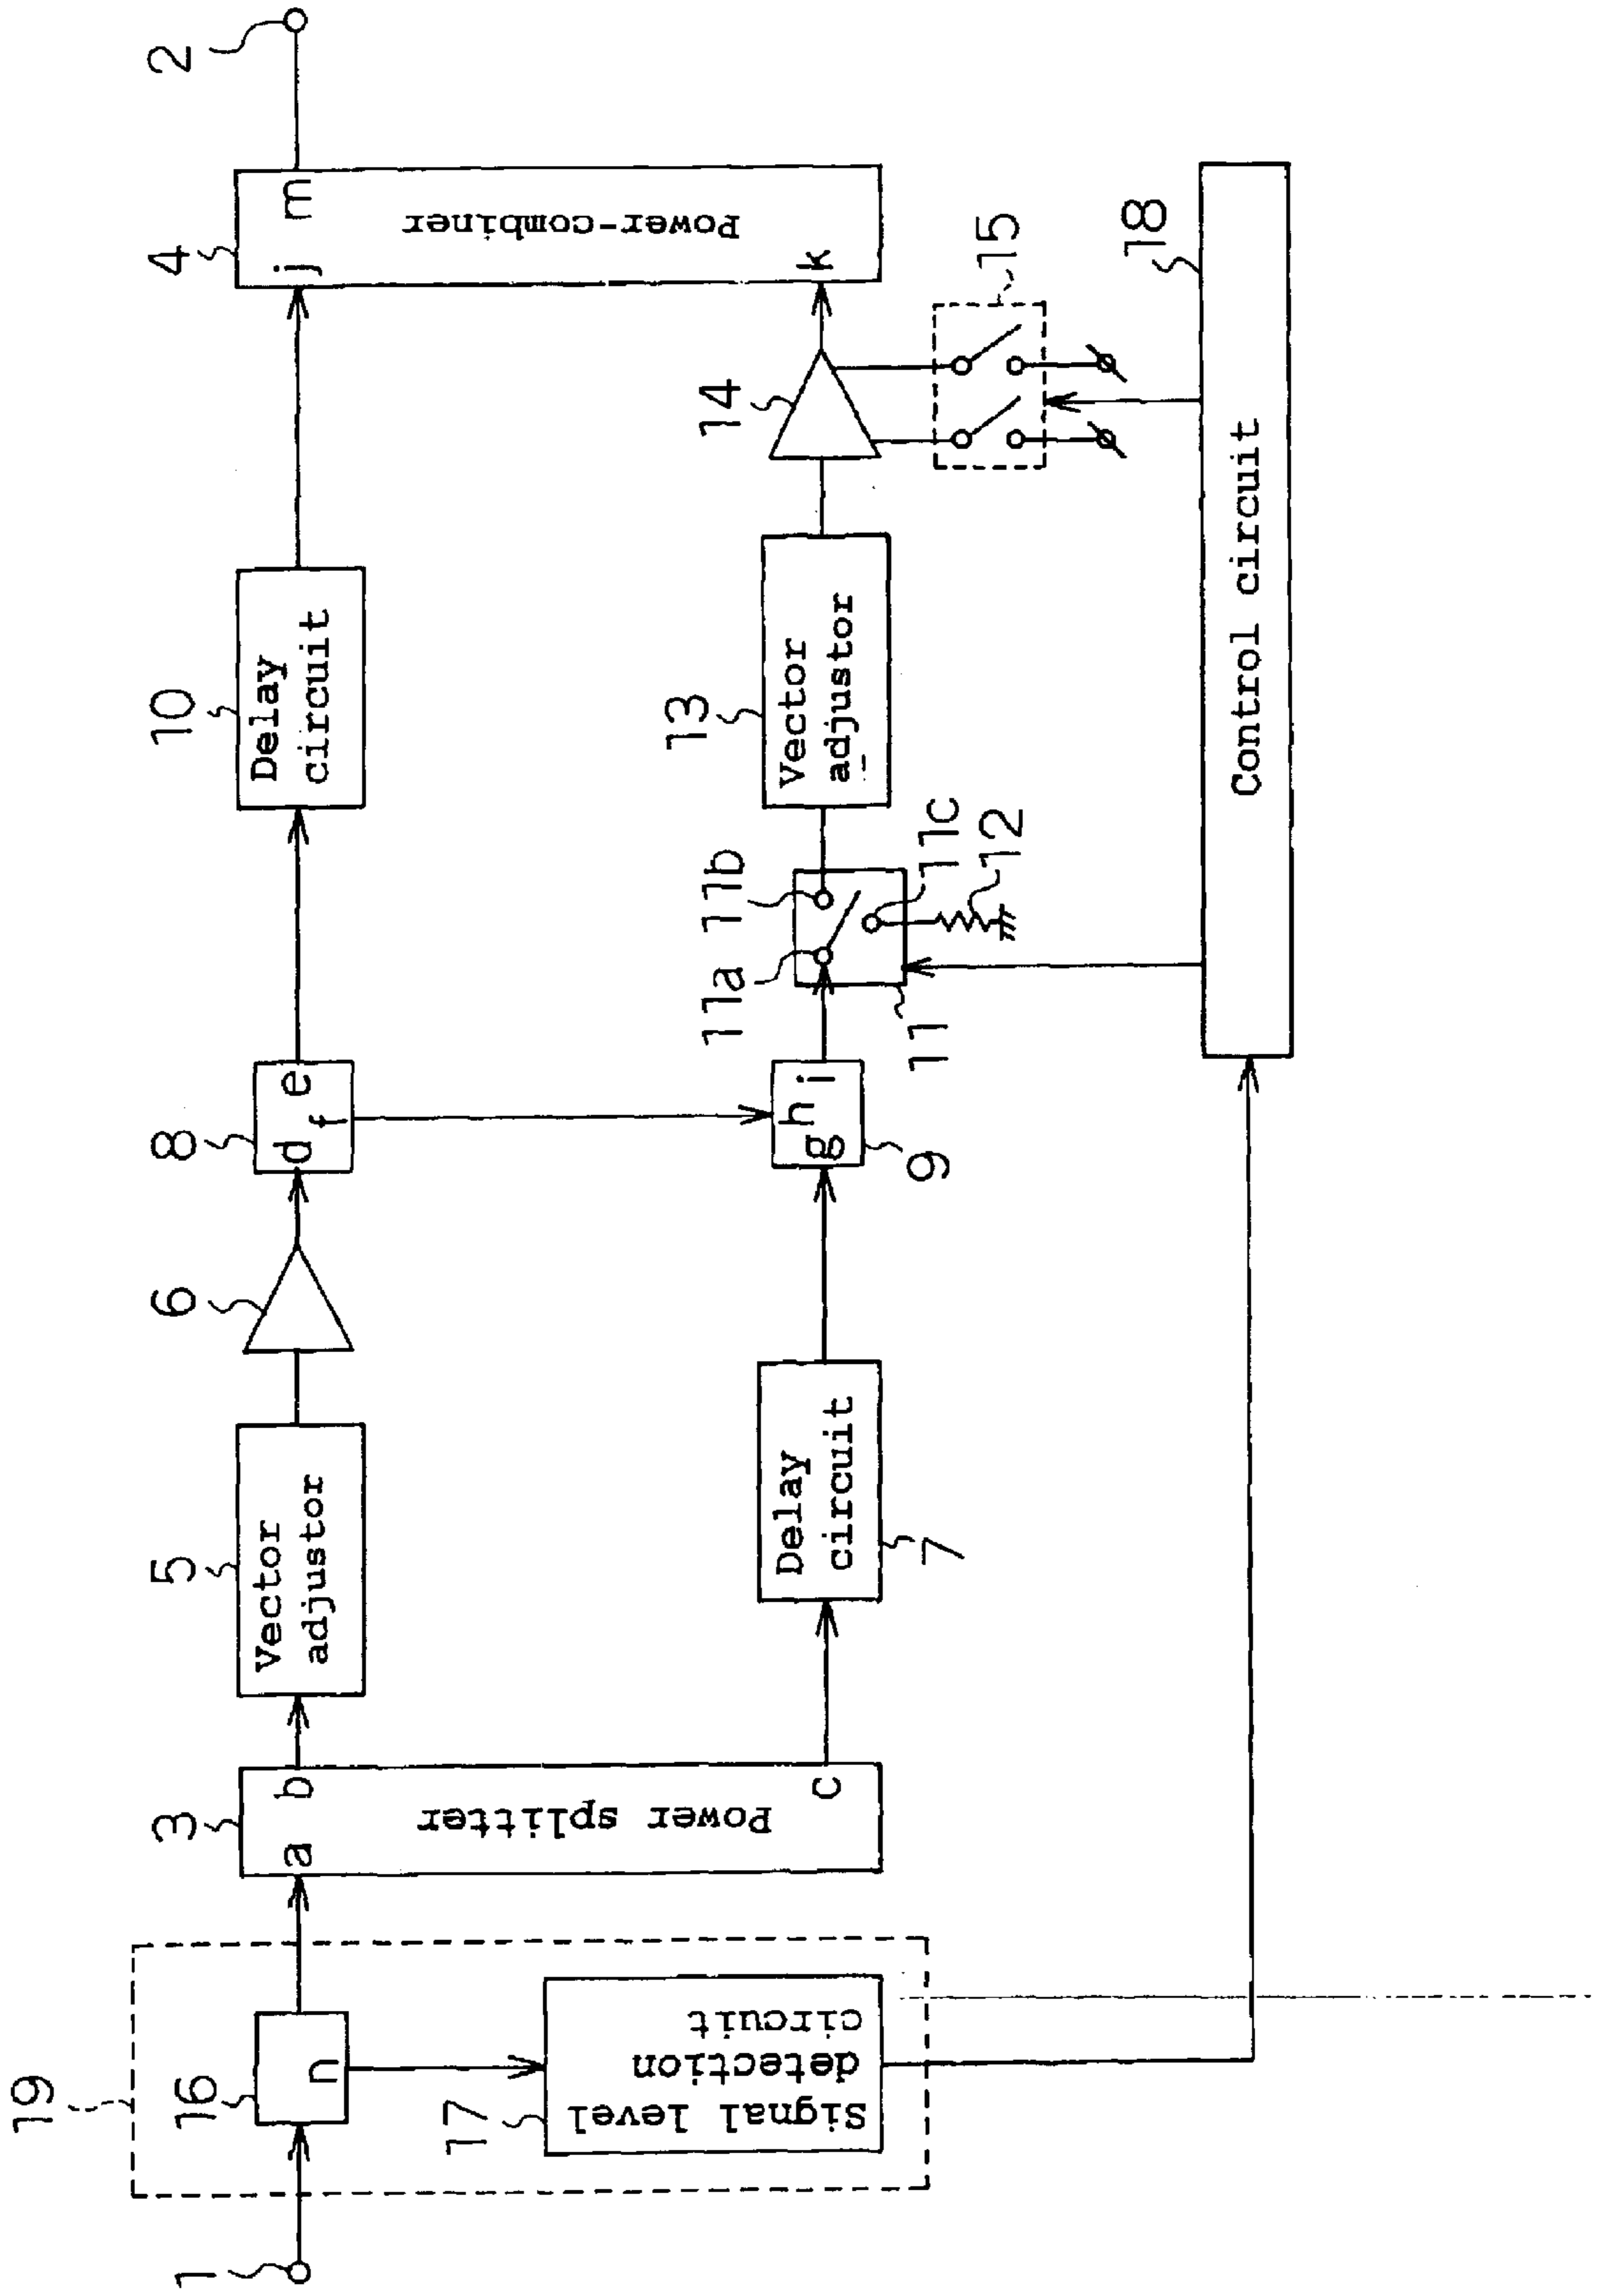 19
1
16
n
17
Signal level
detection
circuit
3
a
b
c
Power splitter
5
Vector
adjustor
6
7
Delay
circuit
8
d
e
f
9
g
h
i
10
Delay
circuit
11
11a
11b
11c
12
13
Vector
adjustor
14
15
4
j
m
k
Power-combiner
2
18
Control circuit